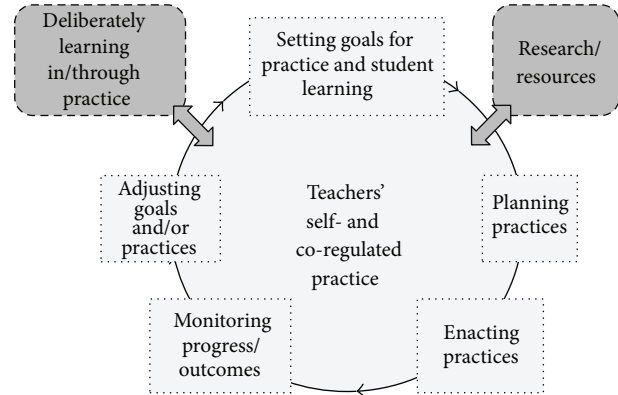 Deliberately
learning
in/through
practice
Setting goals for
practice and student
learning
Research/
resources
Adjusting
goals
and/or
practices
Teachers’
self- and
co-regulated
practice
Planning
practices
Monitoring
progress/
outcomes
Enacting
practices